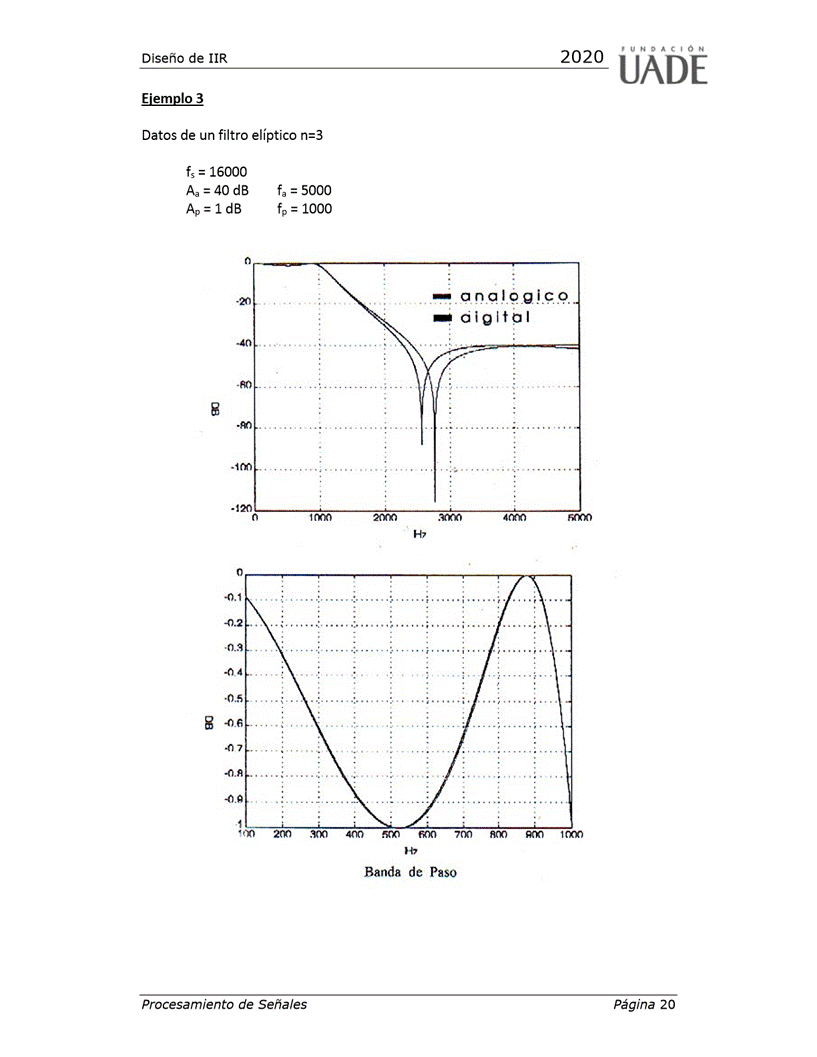 Diseño de IIR 2020 FUNDACIÓN UADE
Ejemplo 3
Datos de un filtro elíptico n=3
fs = 16000
Aa = 40 dB fa = 5000
Ap = 1 dB fp = 1000
0
-20
-40
-60
-80
-100
-120
DB
analogico
digital
0 1000 2000 3000 4000 5000
Hz
0
-0.1
-0.2
-0.3
-0.4
-0.5
-0.6
-0.7
-0.8
-0.9
-1
DB
100 200 300 400 500 600 700 800 900 1000
Hz
Banda de Paso
Procesamiento de Señales Página 20